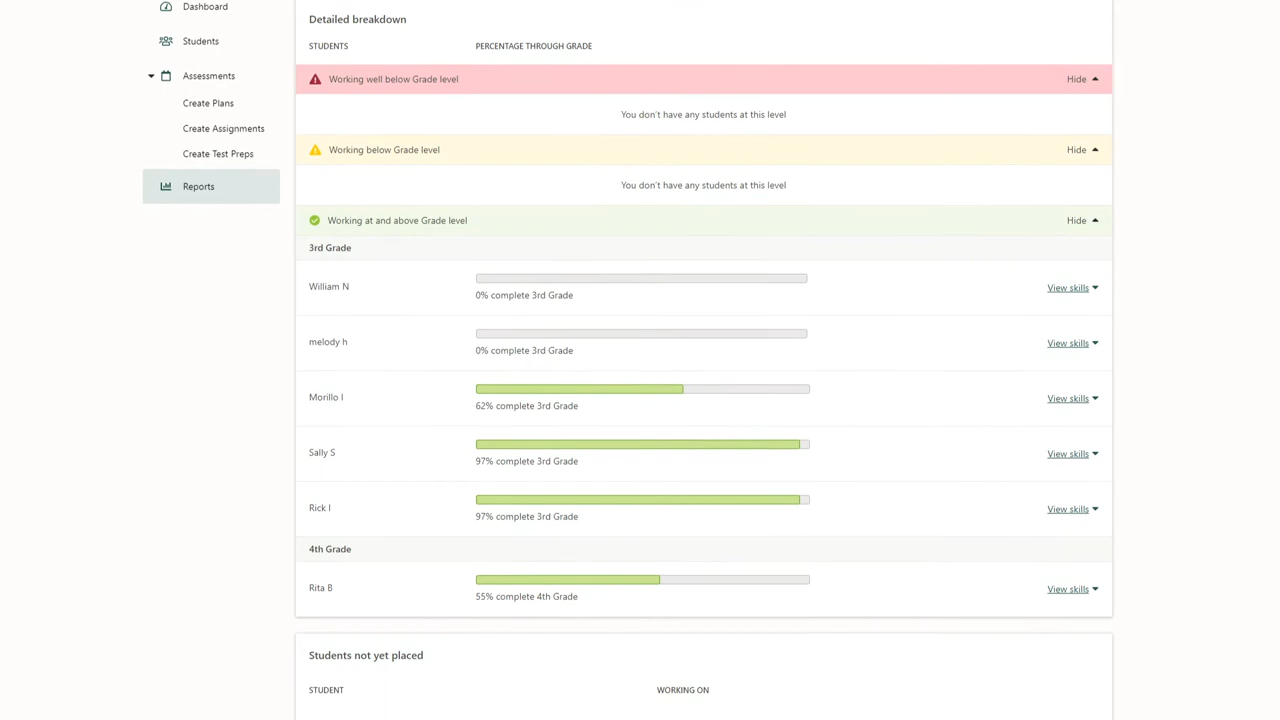 Dashboard
Students
Assessments
Create Plans
Create Assignments
Create Test Preps
Reports
Detailed breakdown
STUDENTS PERCENTAGE THROUGH GRADE
Working well below Grade level Hide
You don't have any students at this level
Working below Grade level Hide
You don't have any students at this level
Working at and above Grade level Hide
3rd Grade
William N
0% complete 3rd Grade
View skills
melody h
0% complete 3rd Grade
View skills
Morillo I
62% complete 3rd Grade
View skills
Sally S
97% complete 3rd Grade
View skills
Rick I
97% complete 3rd Grade
View skills
4th Grade
Rita B
55% complete 4th Grade
View skills
Students not yet placed
STUDENT WORKING ON